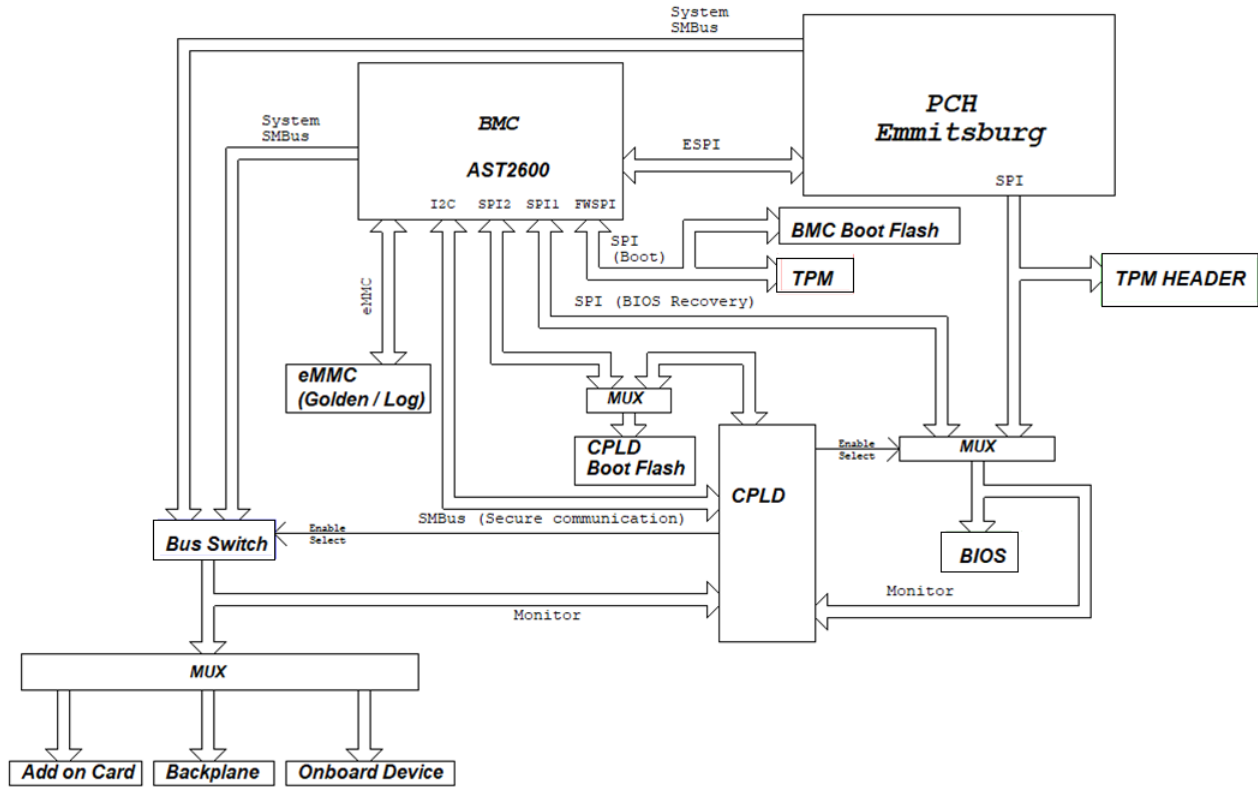 System
SMBus
PCH
Emmitsburg
SPI
System
SMBus
BMC
AST2600
ESPI
I2C
SPI2
SPI1
FWSPI
SPI
(Boot)
BMC Boot Flash
TPM
TPM HEADER
SPI (BIOS Recovery)
eMMC
eMMC
(Golden / Log)
MUX
CPLD
Boot Flash
CPLD
Enable
Select
MUX
SMBus (Secure communication)
Bus Switch
Enable
Select
BIOS
Monitor
Monitor
MUX
Add on Card
Backplane
Onboard Device